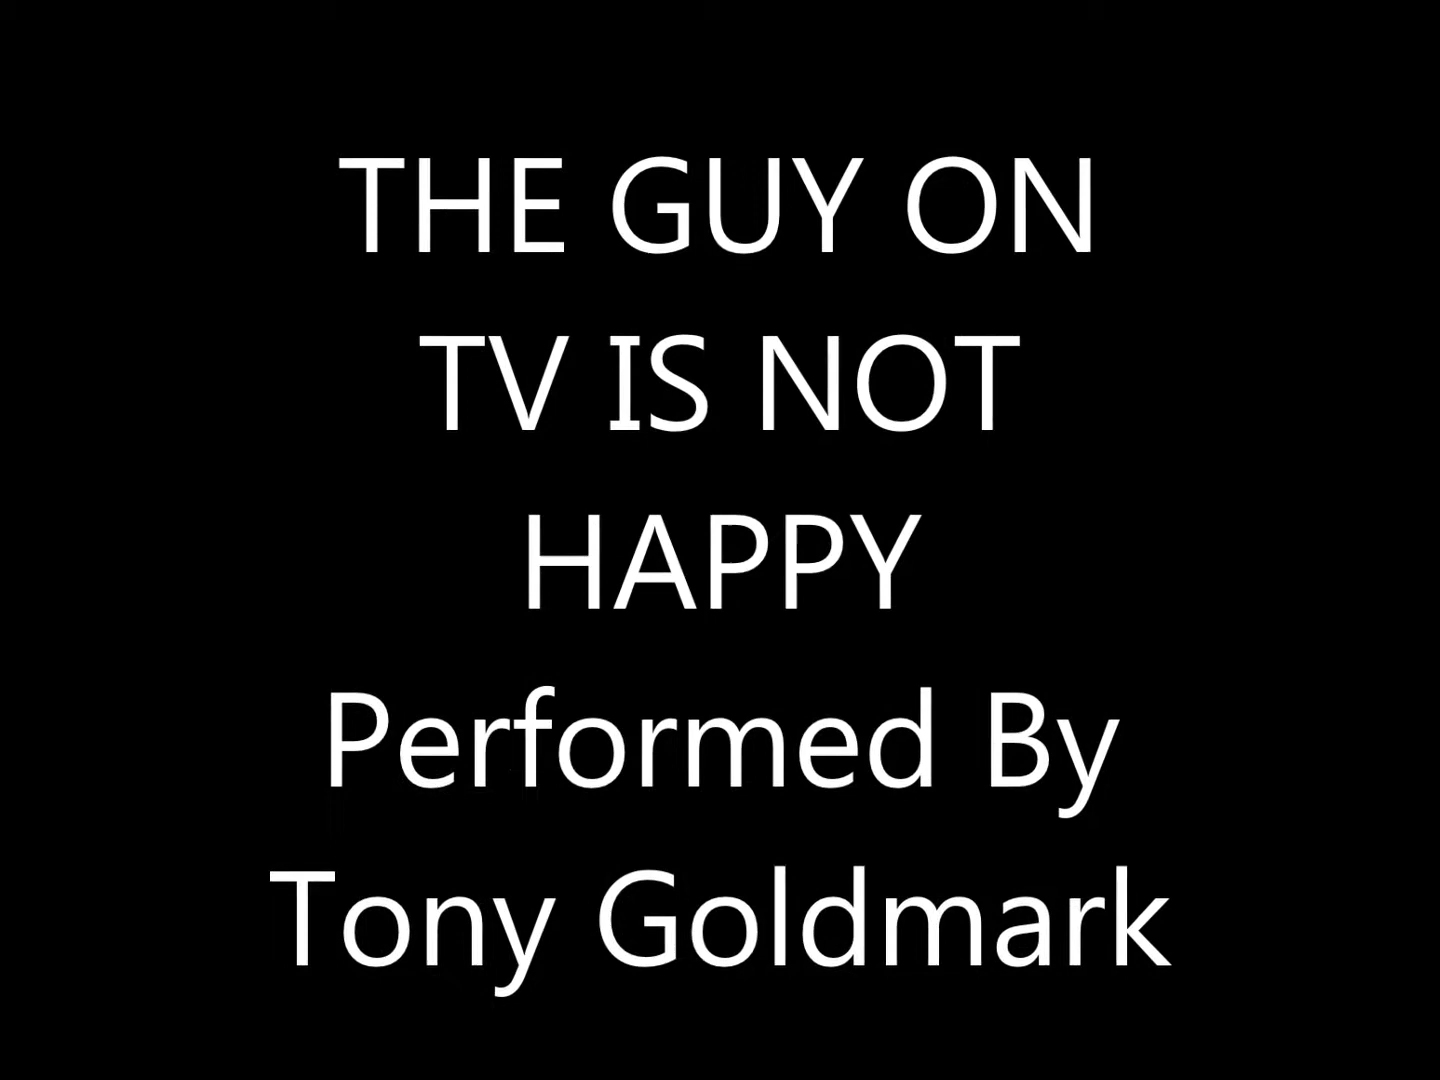 THE GUY ON
TV IS NOT
HAPPY
Performed By
Tony Goldmark